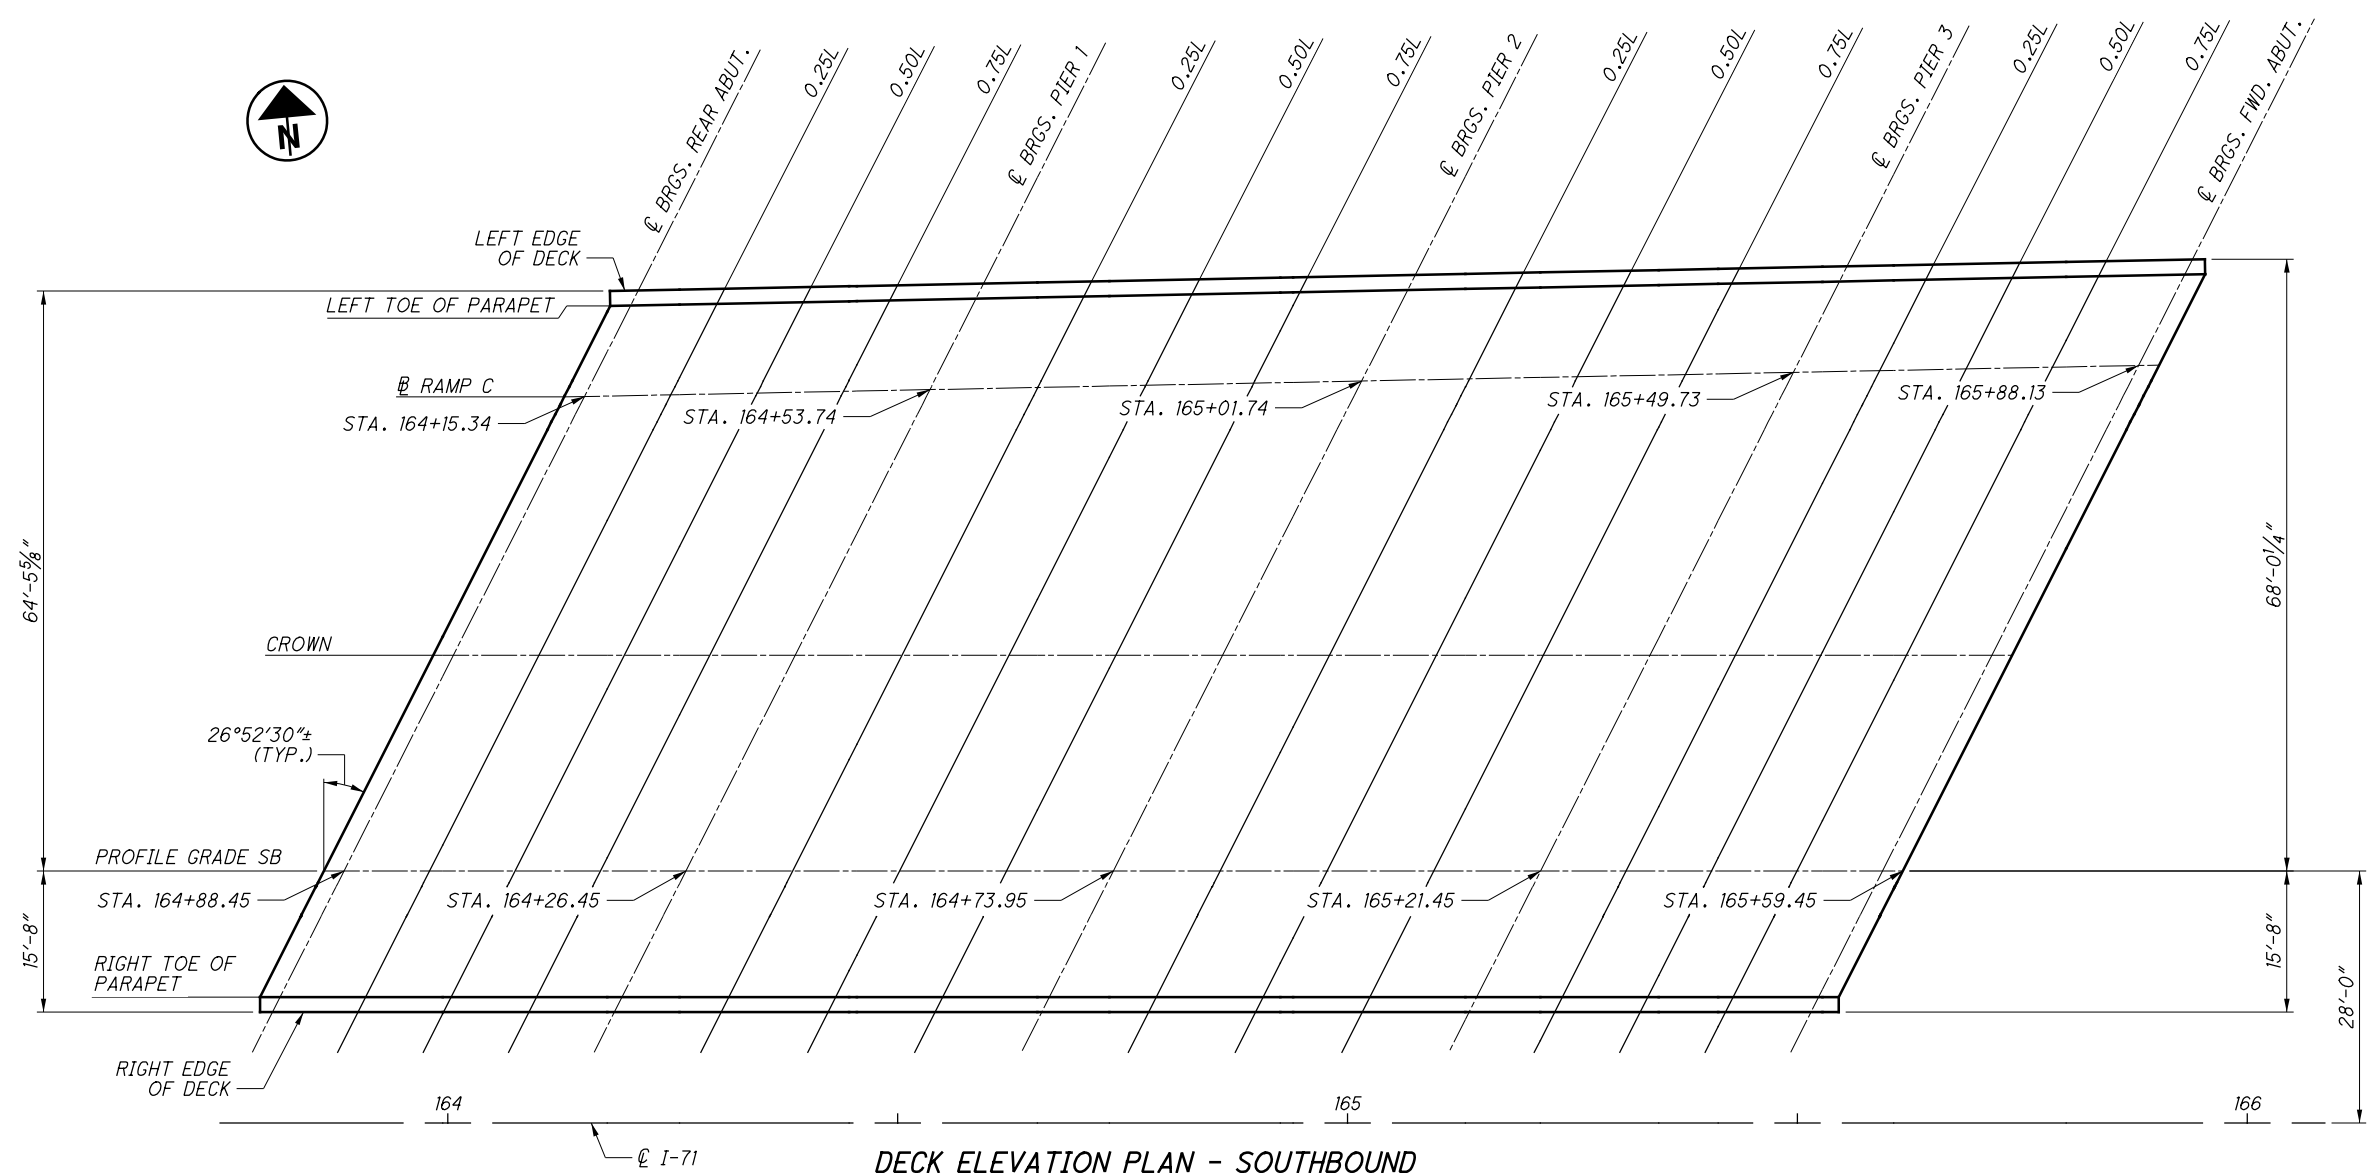 ℄ BRGS. REAR ABUT.
0.25L
0.50L
0.75L
℄ BRGS. PIER 1
0.25L
0.50L
0.75L
℄ BRGS. PIER 2
0.25L
0.50L
0.75L
℄ BRGS. PIER 3
0.25L
0.50L
0.75L
℄ BRGS. FWD. ABUT.
N
LEFT EDGE
OF DECK
LEFT TOE OF PARAPET
BL RAMP C
STA. 164+15.34
STA. 164+53.74
STA. 165+01.74
STA. 165+49.73
STA. 165+88.13
64'-5 5/8"
68'-0 1/4"
CROWN
26°52'30"±
(TYP.)
PROFILE GRADE SB
STA. 164+88.45
STA. 164+26.45
STA. 164+73.95
STA. 165+21.45
STA. 165+59.45
15'-8"
15'-8"
28'-0"
RIGHT TOE OF
PARAPET
RIGHT EDGE
OF DECK
164
165
166
℄ I-71
DECK ELEVATION PLAN - SOUTHBOUND